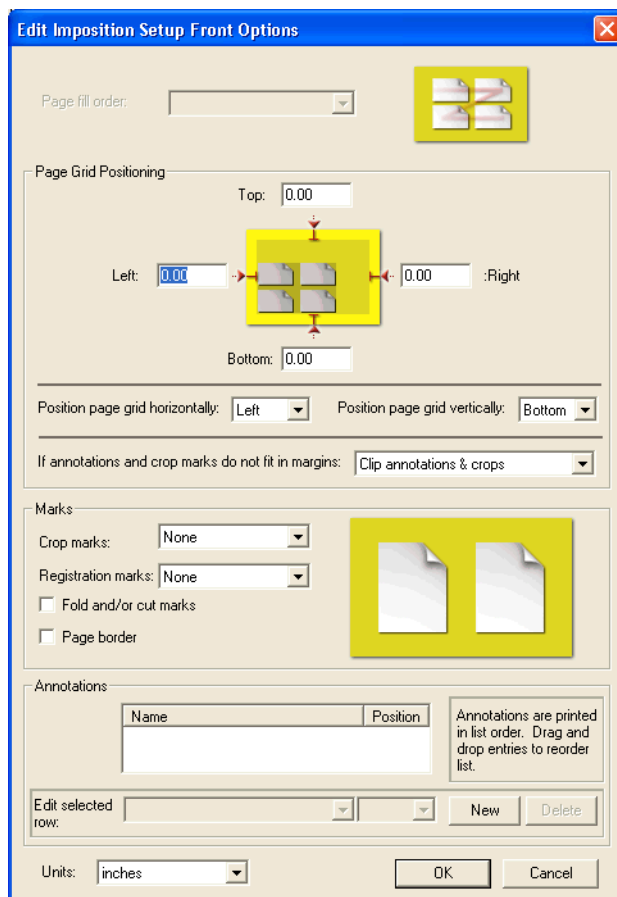 Edit Imposition Setup Front Options
Page fill order:
Page Grid Positioning
Top: 0.00
Left: 0.00
0.00 :Right
Bottom: 0.00
Position page grid horizontally: Left
Position page grid vertically: Bottom
If annotations and crop marks do not fit in margins: Clip annotations & crops
Marks
Crop marks: None
Registration marks: None
Fold and/or cut marks
Page border
Annotations
Name Position
Annotations are printed
in list order. Drag and
drop entries to reorder
list.
Edit selected
row:
New Delete
Units: inches
OK Cancel